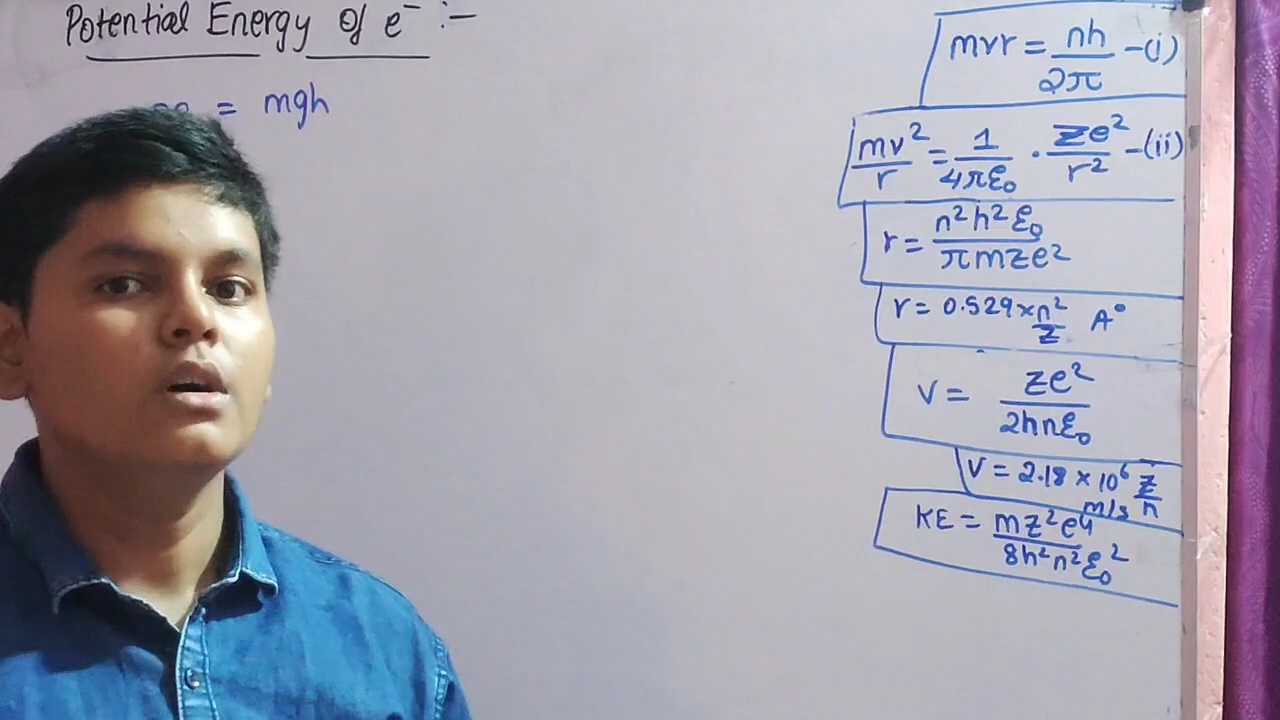 Potential Energy of e⁻ :-
= mgh
mvr = nh/2π -(i)
mv²/r = 1/4πε₀ · ze²/r² -(ii)
r = n²h²ε₀/πmze²
r = 0.529 × n²/z A°
v = ze²/2hnε₀
v = 2.18 × 10⁶ z/n m/s
KE = mz²e⁴/8h²n²ε₀²